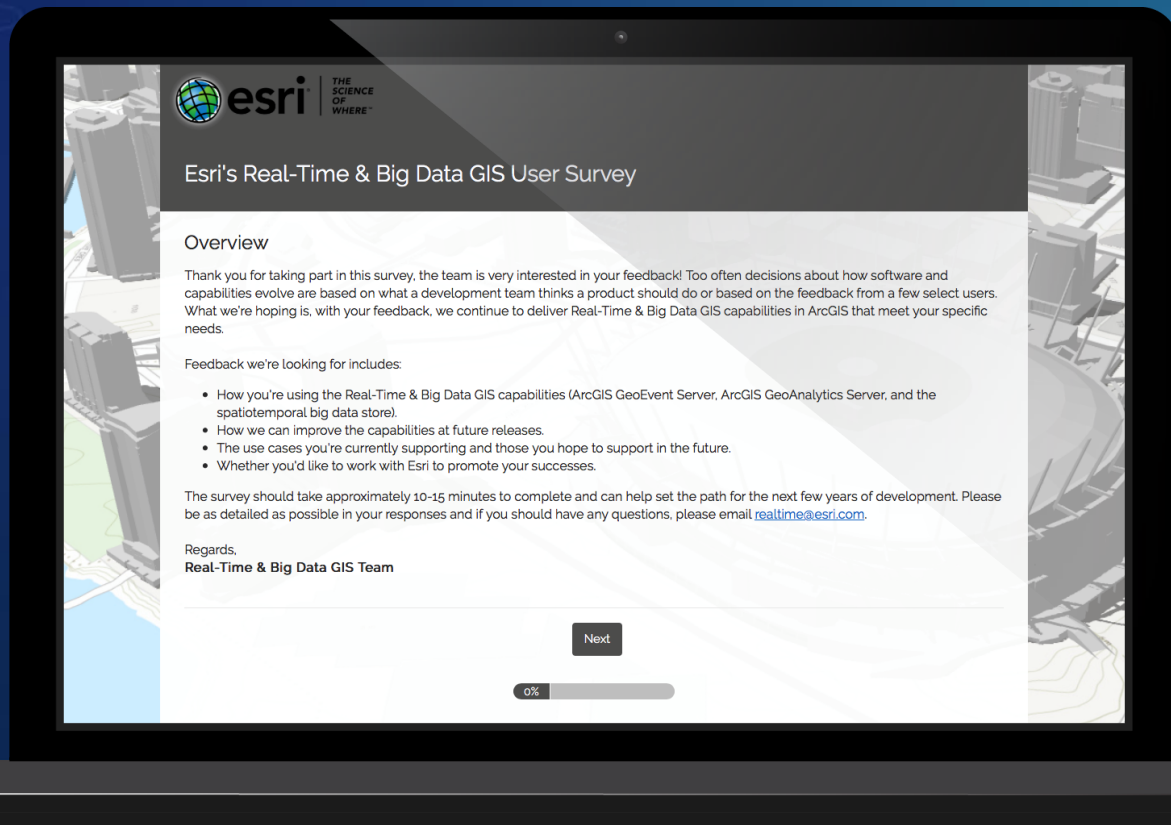 esri
THE
SCIENCE
OF
WHERE™
Esri's Real-Time & Big Data GIS User Survey
Overview
Thank you for taking part in this survey, the team is very interested in your feedback! Too often decisions about how software and
capabilities evolve are based on what a development team thinks a product should do or based on the feedback from a few select users.
What we're hoping is, with your feedback, we continue to deliver Real-Time & Big Data GIS capabilities in ArcGIS that meet your specific
needs.
Feedback we're looking for includes:
• How you're using the Real-Time & Big Data GIS capabilities (ArcGIS GeoEvent Server, ArcGIS GeoAnalytics Server, and the
spatiotemporal big data store).
• How we can improve the capabilities at future releases.
• The use cases you're currently supporting and those you hope to support in the future.
• Whether you'd like to work with Esri to promote your successes.
The survey should take approximately 10-15 minutes to complete and can help set the path for the next few years of development. Please
be as detailed as possible in your responses and if you should have any questions, please email realtime@esri.com.
Regards,
Real-Time & Big Data GIS Team
Next
0%